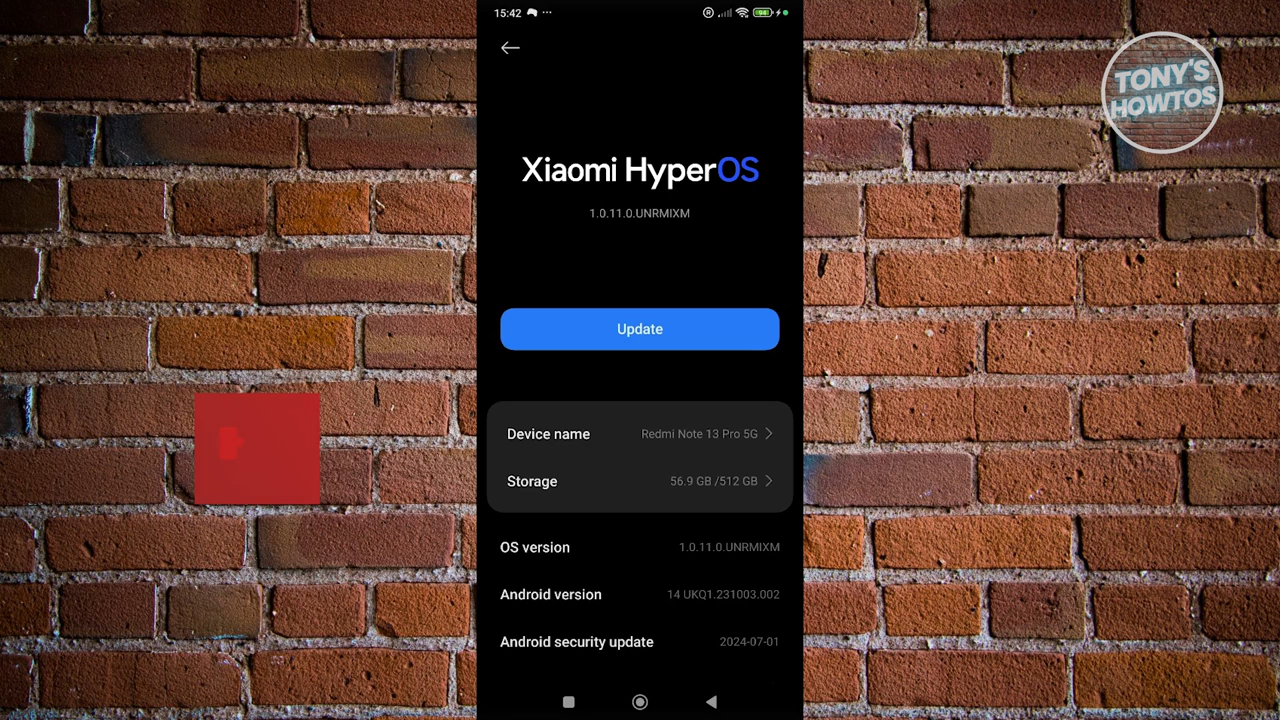 15:42
94
TONY'S
HOWTOS
Xiaomi HyperOS
1.0.11.0.UNRMIXM
Update
Device name Redmi Note 13 Pro 5G
Storage 56.9 GB /512 GB
OS version 1.0.11.0.UNRMIXM
Android version 14 UKQ1.231003.002
Android security update 2024-07-01